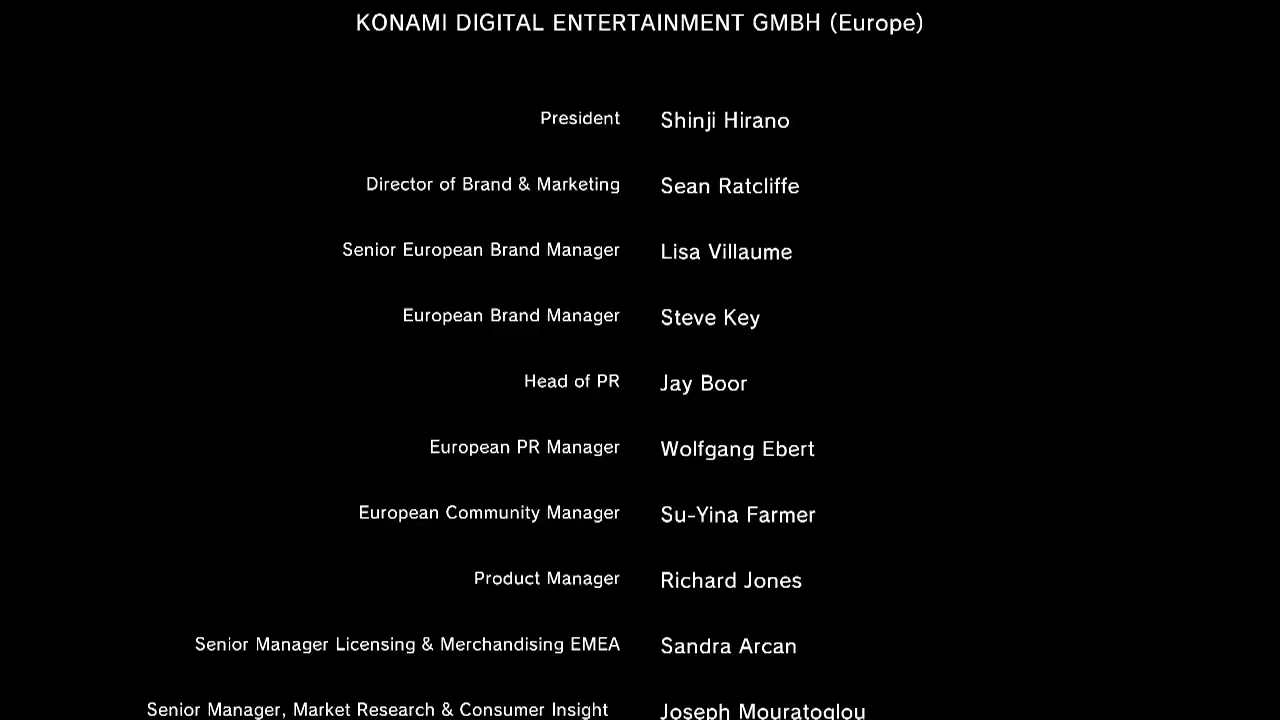 KONAMI DIGITAL ENTERTAINMENT GMBH (Europe)
President Shinji Hirano
Director of Brand & Marketing Sean Ratcliffe
Senior European Brand Manager Lisa Villaume
European Brand Manager Steve Key
Head of PR Jay Boor
European PR Manager Wolfgang Ebert
European Community Manager Su-Yina Farmer
Product Manager Richard Jones
Senior Manager Licensing & Merchandising EMEA Sandra Arcan
Senior Manager, Market Research & Consumer Insight Joseph Mouratoglou